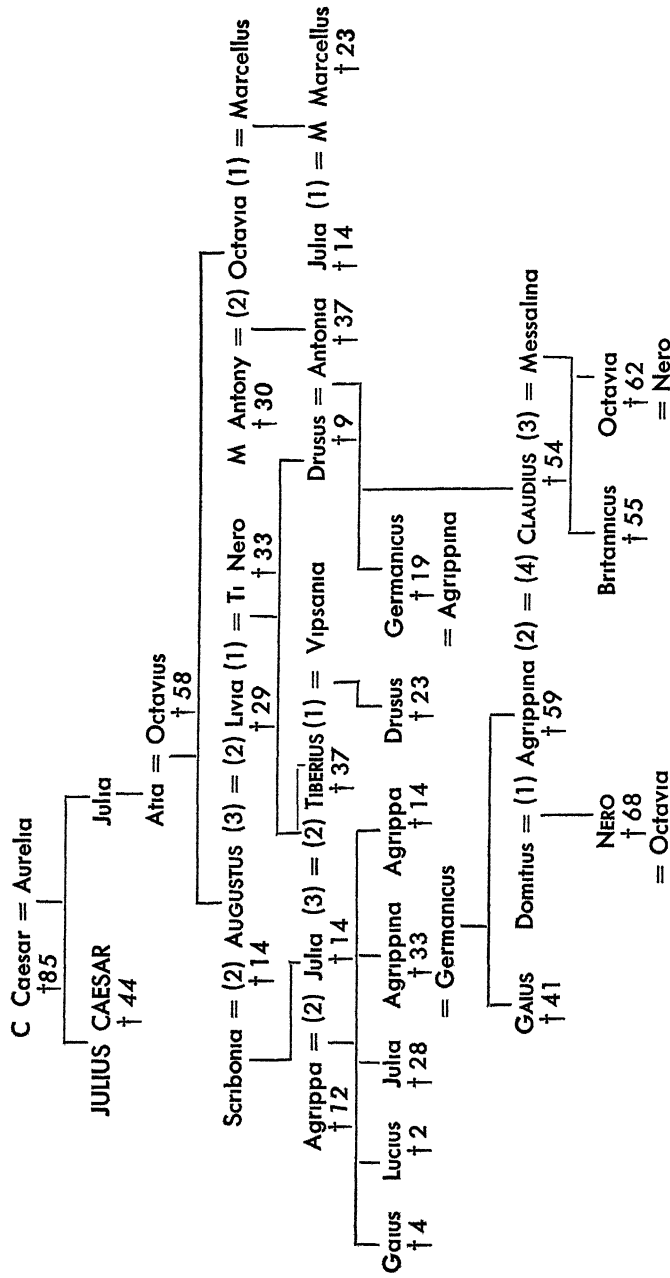 C Caesar = Aurelia
†85
JULIUS CAESAR
†44
Julia
Atia = Octavius
†58
Scribonia = (2) AUGUSTUS (3) = (2) Livia (1) = Ti Nero
†14
†29
†33
M Antony = (2) Octavia (1) = Marcellus
†30
Agrippa = (2) Julia (3) = (2) TIBERIUS (1) = Vipsania
†12
†14
†37
Drusus = Antonia
†9
†37
Julia (1) = M Marcellus
†14
†23
Gaius
†4
Lucius
†2
Julia
†28
Agrippina
†33
= Germanicus
Agrippa
†14
Drusus
†23
Germanicus
†19
= Agrippina
GAIUS
†41
Domitius = (1) Agrippina (2) = (4) CLAUDIUS (3) = Messalina
†59
†54
NERO
†68
= Octavia
Britannicus
†55
Octavia
†62
= Nero